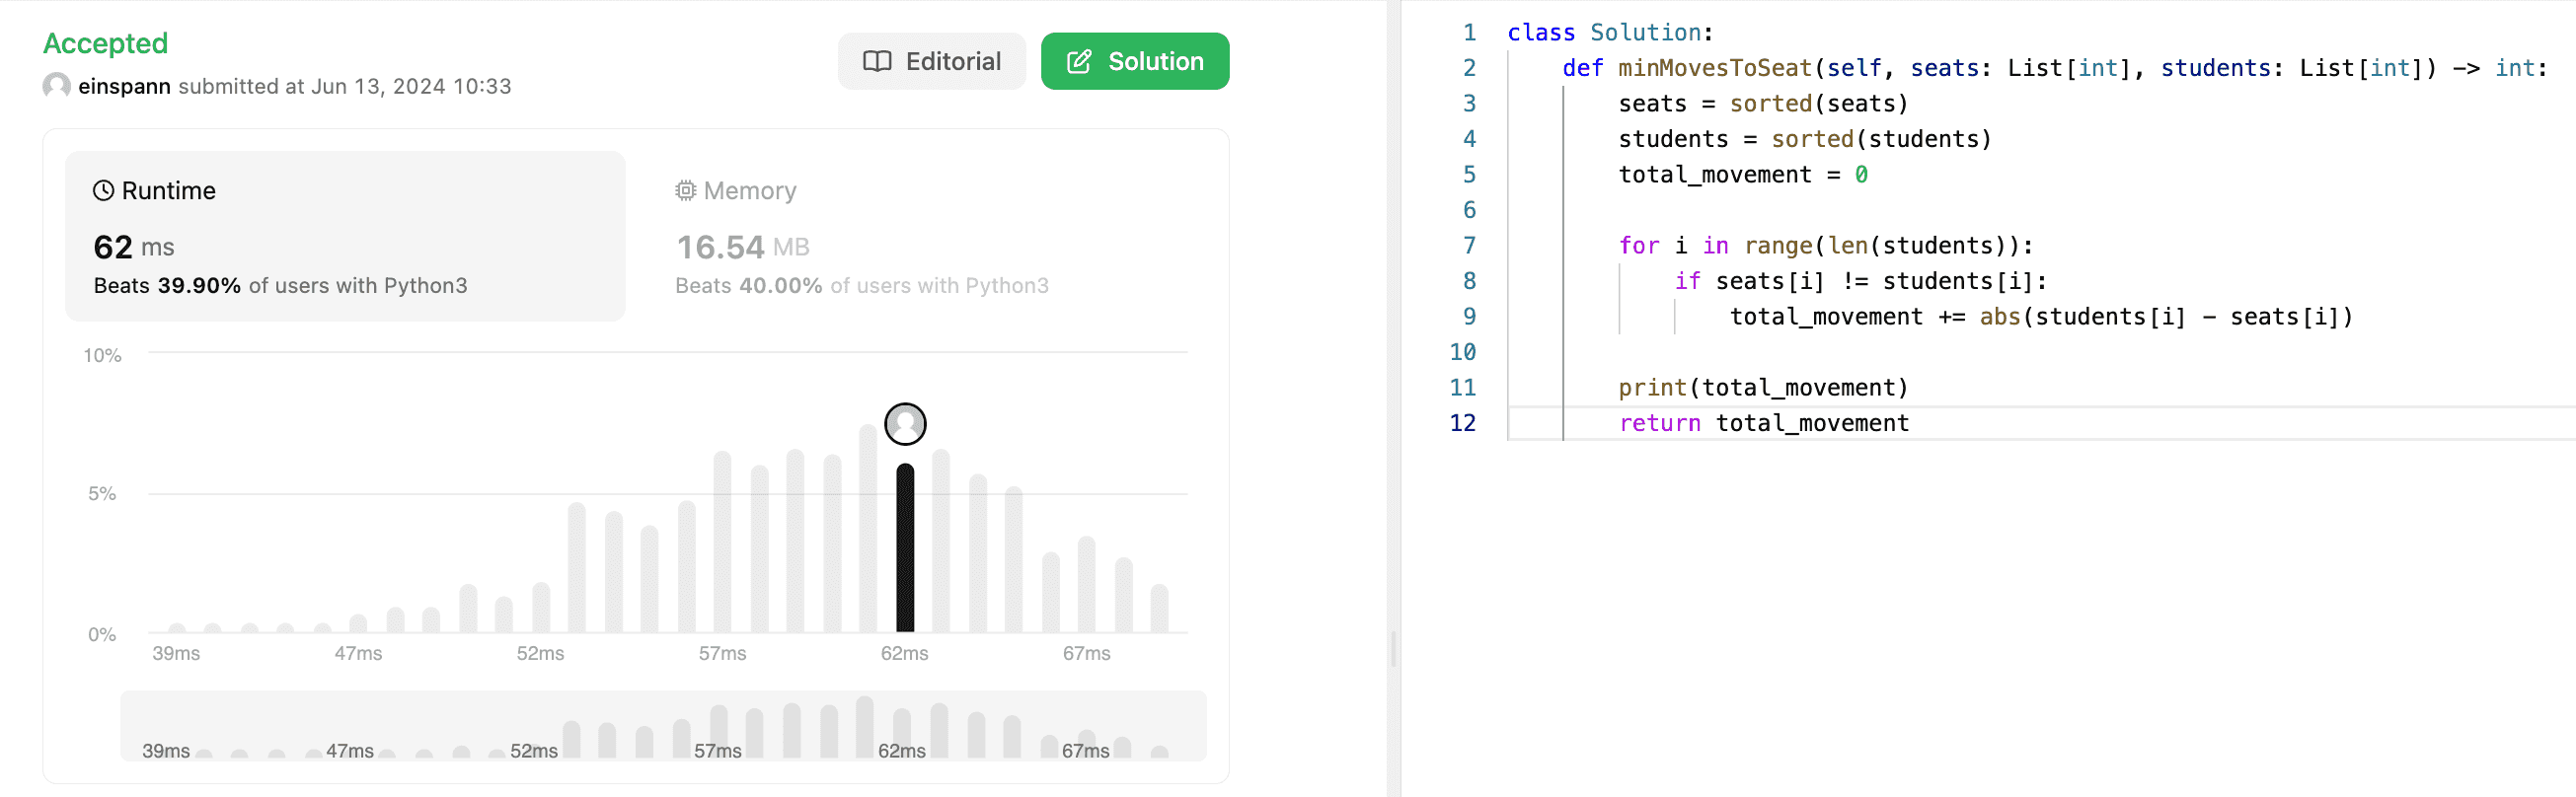 Accepted
einspann submitted at Jun 13, 2024 10:33
Editorial
Solution
Runtime
62 ms
Beats 39.90% of users with Python3
Memory
16.54 MB
Beats 40.00% of users with Python3
10%
5%
0%
39ms 47ms 52ms 57ms 62ms 67ms
39ms 47ms 52ms 57ms 62ms 67ms
1 class Solution:
2     def minMovesToSeat(self, seats: List[int], students: List[int]) -> int:
3         seats = sorted(seats)
4         students = sorted(students)
5         total_movement = 0
6
7         for i in range(len(students)):
8             if seats[i] != students[i]:
9                 total_movement += abs(students[i] - seats[i])
10
11         print(total_movement)
12         return total_movement